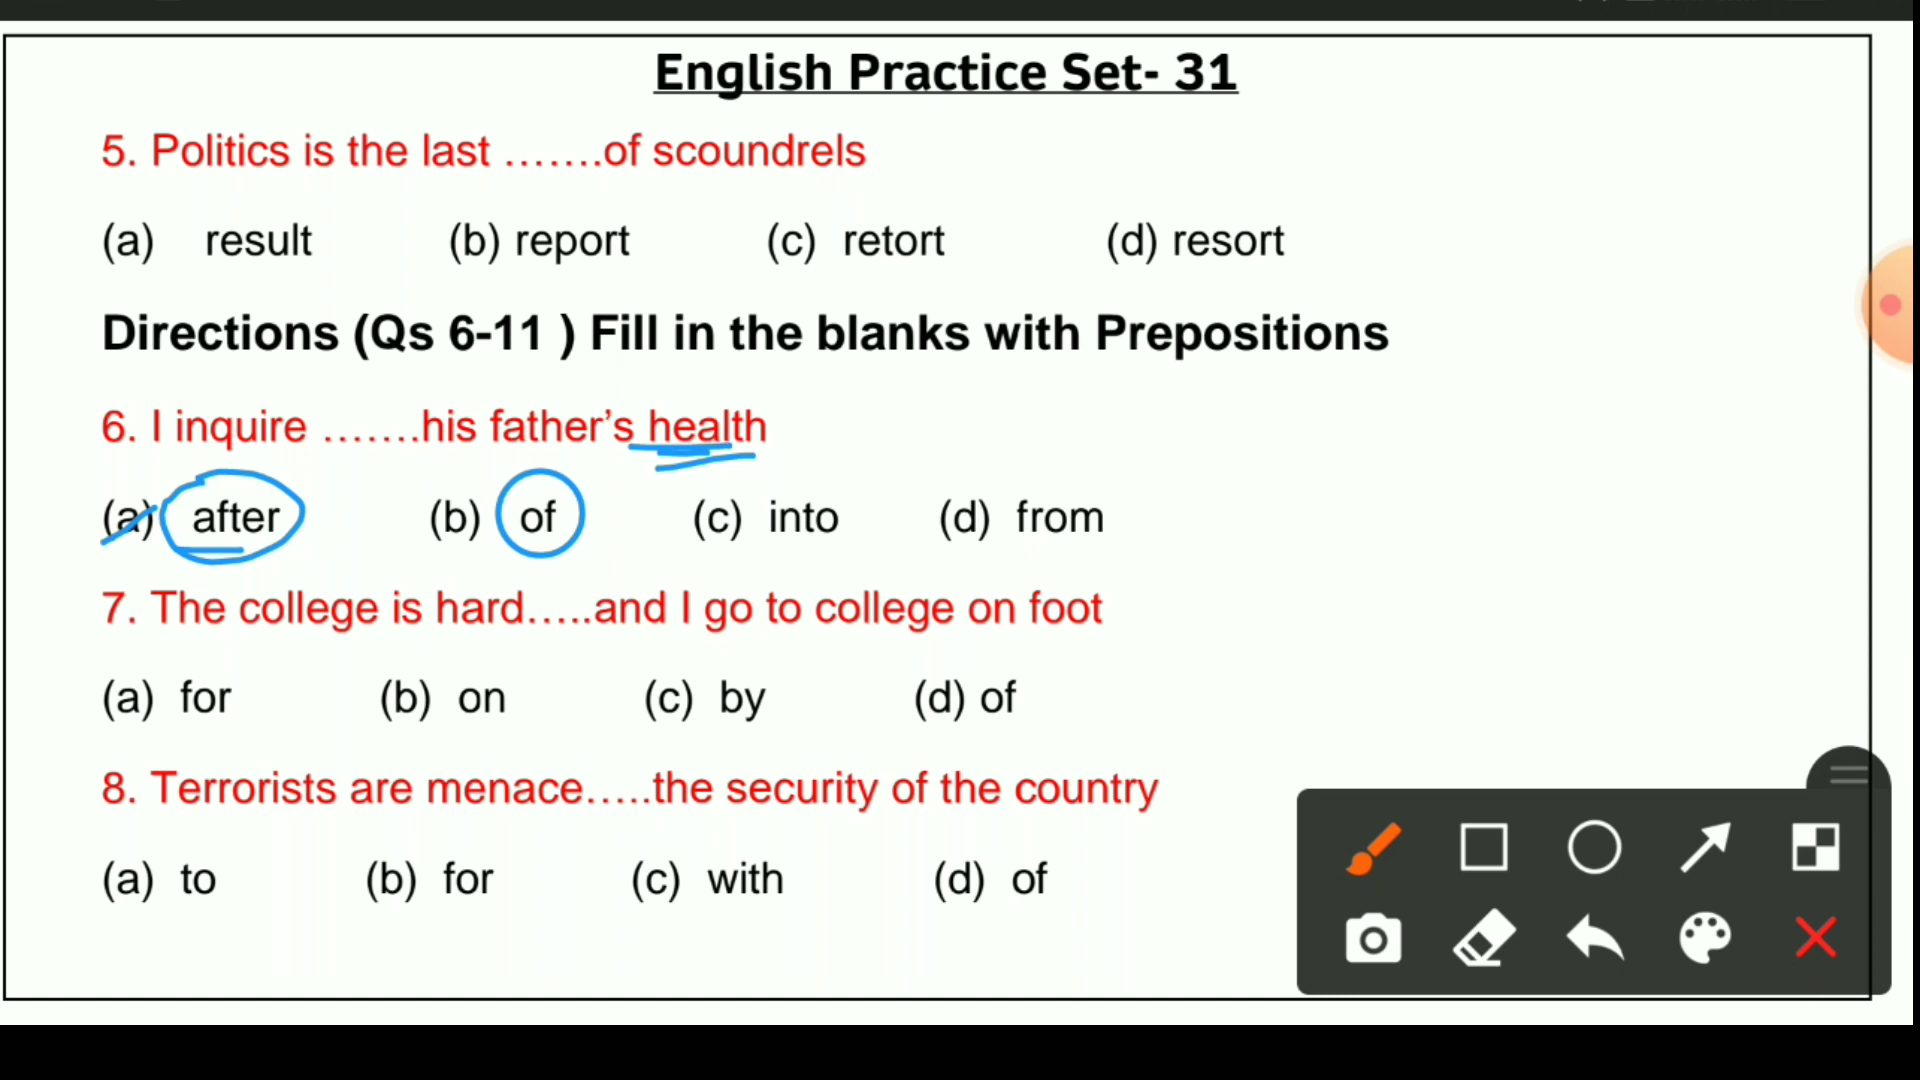 English Practice Set- 31
5. Politics is the last …….of scoundrels
(a) result (b) report (c) retort (d) resort
Directions (Qs 6-11 ) Fill in the blanks with Prepositions
6. I inquire …….his father’s health
(a) after (b) of (c) into (d) from
7. The college is hard…..and I go to college on foot
(a) for (b) on (c) by (d) of
8. Terrorists are menace…..the security of the country
(a) to (b) for (c) with (d) of